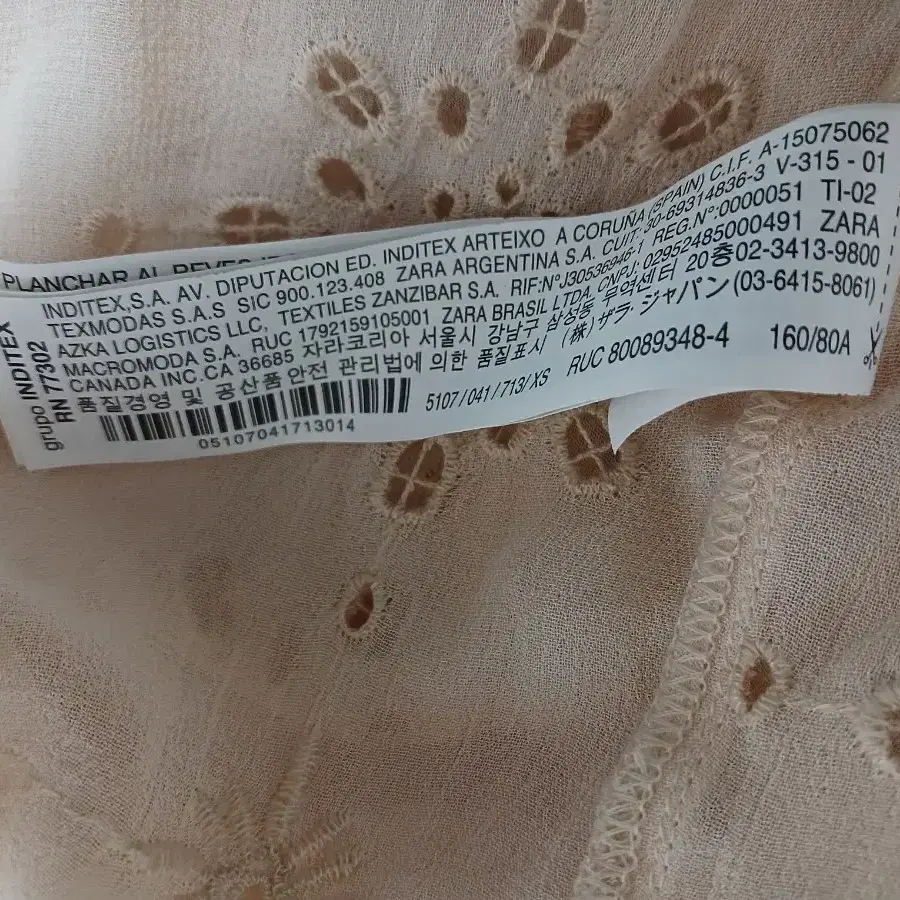 PLANCHAR AL REVES
INDITEX,S.A. AV. DIPUTACION ED. INDITEX ARTEIXO A CORUÑA (SPAIN) C.I.F. A-15075062
TEXMODAS S.A.S SIC 900.123.408 ZARA ARGENTINA S.A. CUIT: 30-69314836-3 V-315 - 01
AZKA LOGISTICS LLC, TEXTILES ZANZIBAR S.A. RIF:Nº J30536946-1 REG.Nº:0000051 TI-02
MACROMODA S.A. RUC 1792159105001 ZARA BRASIL LTDA. CNPJ: 02952485000491 ZARA
CANADA INC.CA 36685 자라코리아 서울시 강남구 삼성동 무역센터 20층02-3413-9800
품질경영 및 공산품안전 관리법에 의한 품질표시 (株)ザラ·ジャパン(03-6415-8061)
05107041713014
5107/041/713/XS RUC 80089348-4 160/80A
grupo INDITEX
RN 77302